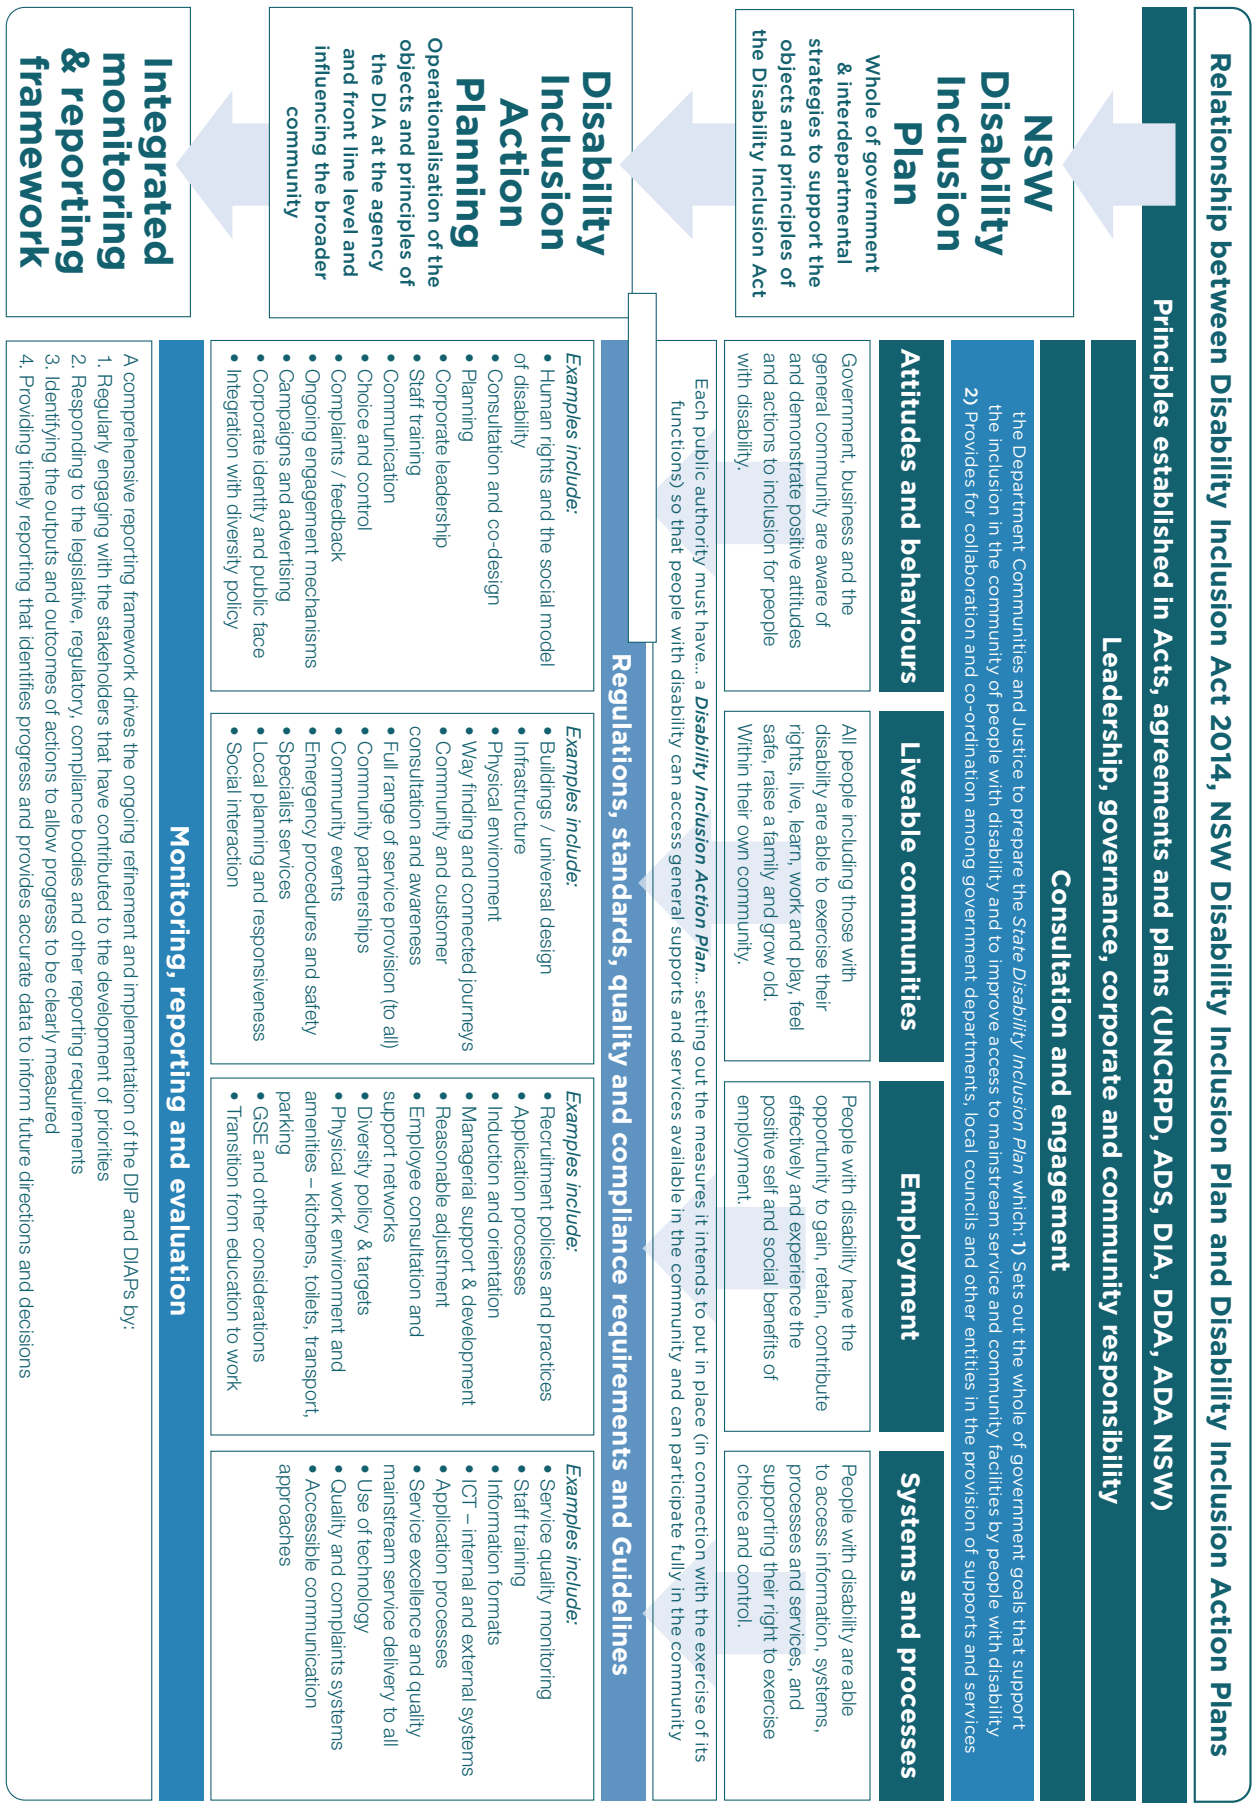 Relationship between Disability Inclusion Act 2014, NSW Disability Inclusion Plan and Disability Inclusion Action Plans
Principles established in Acts, agreements and plans (UNCRPD, ADS, DIA, DDA, ADA NSW)
Leadership, governance, corporate and community responsibility
Consultation and engagement
NSW
Disability
Inclusion
Plan
Whole of government
& interdepartmental
strategies to support the
objects and principles of
the Disability Inclusion Act
the Department Communities and Justice to prepare the State Disability Inclusion Plan which: 1) Sets out the whole of government goals that support
the inclusion in the community of people with disability and to improve access to mainstream service and community facilities by people with disability
2) Provides for collaboration and co-ordination among government departments, local councils and other entities in the provision of supports and services
Attitudes and behaviours
Government, business and the
general community are aware of
and demonstrate positive attitudes
and actions to inclusion for people
with disability.
Liveable communities
All people including those with
disability are able to exercise their
rights, live, learn, work and play, feel
safe, raise a family and grow old.
Within their own community.
Employment
People with disability have the
opportunity to gain, retain, contribute
effectively and experience the
positive self and social benefits of
employment.
Systems and processes
People with disability are able
to access information, systems,
processes and services, and
supporting their right to exercise
choice and control.
Each public authority must have... a Disability Inclusion Action Plan... setting out the measures it intends to put in place (in connection with the exercise of its
functions) so that people with disability can access general supports and services available in the community and can participate fully in the community
Disability
Inclusion
Action
Planning
Operationalisation of the
objects and principles of
the DIA at the agency
and front line level and
influencing the broader
community
Regulations, standards, quality and compliance requirements and Guidelines
Examples include:
• Human rights and the social model
of disability
• Consultation and co-design
• Planning
• Corporate leadership
• Staff training
• Communication
• Choice and control
• Complaints / feedback
• Ongoing engagement mechanisms
• Campaigns and advertising
• Corporate identity and public face
• Integration with diversity policy
Examples include:
• Buildings / universal design
• Infrastructure
• Physical environment
• Way finding and connected journeys
• Community and customer
consultation and awareness
• Full range of service provision (to all)
• Community partnerships
• Community events
• Emergency procedures and safety
• Specialist services
• Local planning and responsiveness
• Social interaction
Examples include:
• Recruitment policies and practices
• Application processes
• Induction and orientation
• Managerial support & development
• Reasonable adjustment
• Employee consultation and
support networks
• Diversity policy & targets
• Physical work environment and
amenities – kitchens, toilets, transport,
parking
• GSE and other considerations
• Transition from education to work
Examples include:
• Service quality monitoring
• Staff training
• Information formats
• ICT – internal and external systems
• Application processes
• Service excellence and quality
mainstream service delivery to all
• Use of technology
• Quality and complaints systems
• Accessible communication
approaches
Integrated
monitoring
& reporting
framework
Monitoring, reporting and evaluation
A comprehensive reporting framework drives the ongoing refinement and implementation of the DIP and DIAPs by:
1. Regularly engaging with the stakeholders that have contributed to the development of priorities
2. Responding to the legislative, regulatory, compliance bodies and other reporting requirements
3. Identifying the outputs and outcomes of actions to allow progress to be clearly measured
4. Providing timely reporting that identifies progress and provides accurate data to inform future directions and decisions